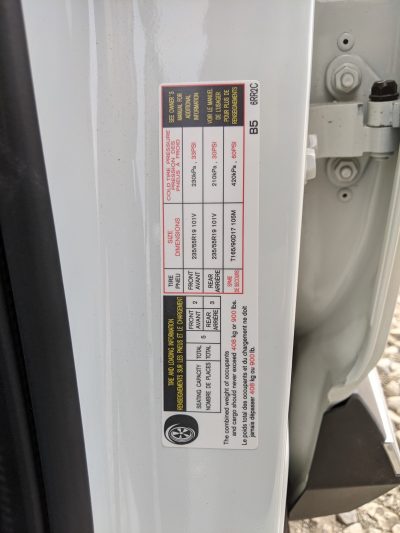 TIRE AND LOADING INFORMATION
RENSEIGNEMENTS SUR LES PNEUS ET LE CHARGEMENT
SEATING CAPACITY TOTAL 5 FRONT AVANT 2 REAR ARRIÈRE 3
NOMBRE DE PLACES TOTAL
The combined weight of occupants
and cargo should never exceed 408 kg or 900 lbs.
Le poids total des occupants et du chargement ne doit
jamais dépasser 408 kg ou 900 lb.
TIRE PNEU SIZE DIMENSIONS COLD TIRE PRESSURE PRESSION DES PNEUS À FROID
FRONT AVANT 235/55R19 101V 230kPa, 33PSI
REAR ARRIÈRE 235/55R19 101V 210kPa, 30PSI
SPARE DE SECOURS T165/90D17 105M 420kPa, 60PSI
SEE OWNER'S
MANUAL FOR
ADDITIONAL
INFORMATION
VOIR LE MANUEL
DE L'USAGER
POUR PLUS DE
RENSEIGNEMENTS
B5 6RR2C